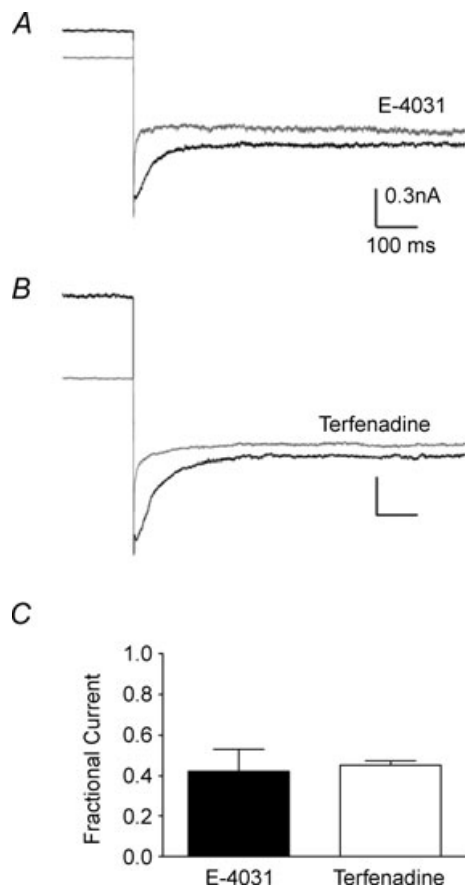 A
E-4031
0.3nA
100 ms
B
Terfenadine
C
Fractional Current
1.0
0.8
0.6
0.4
0.2
0.0
E-4031 Terfenadine